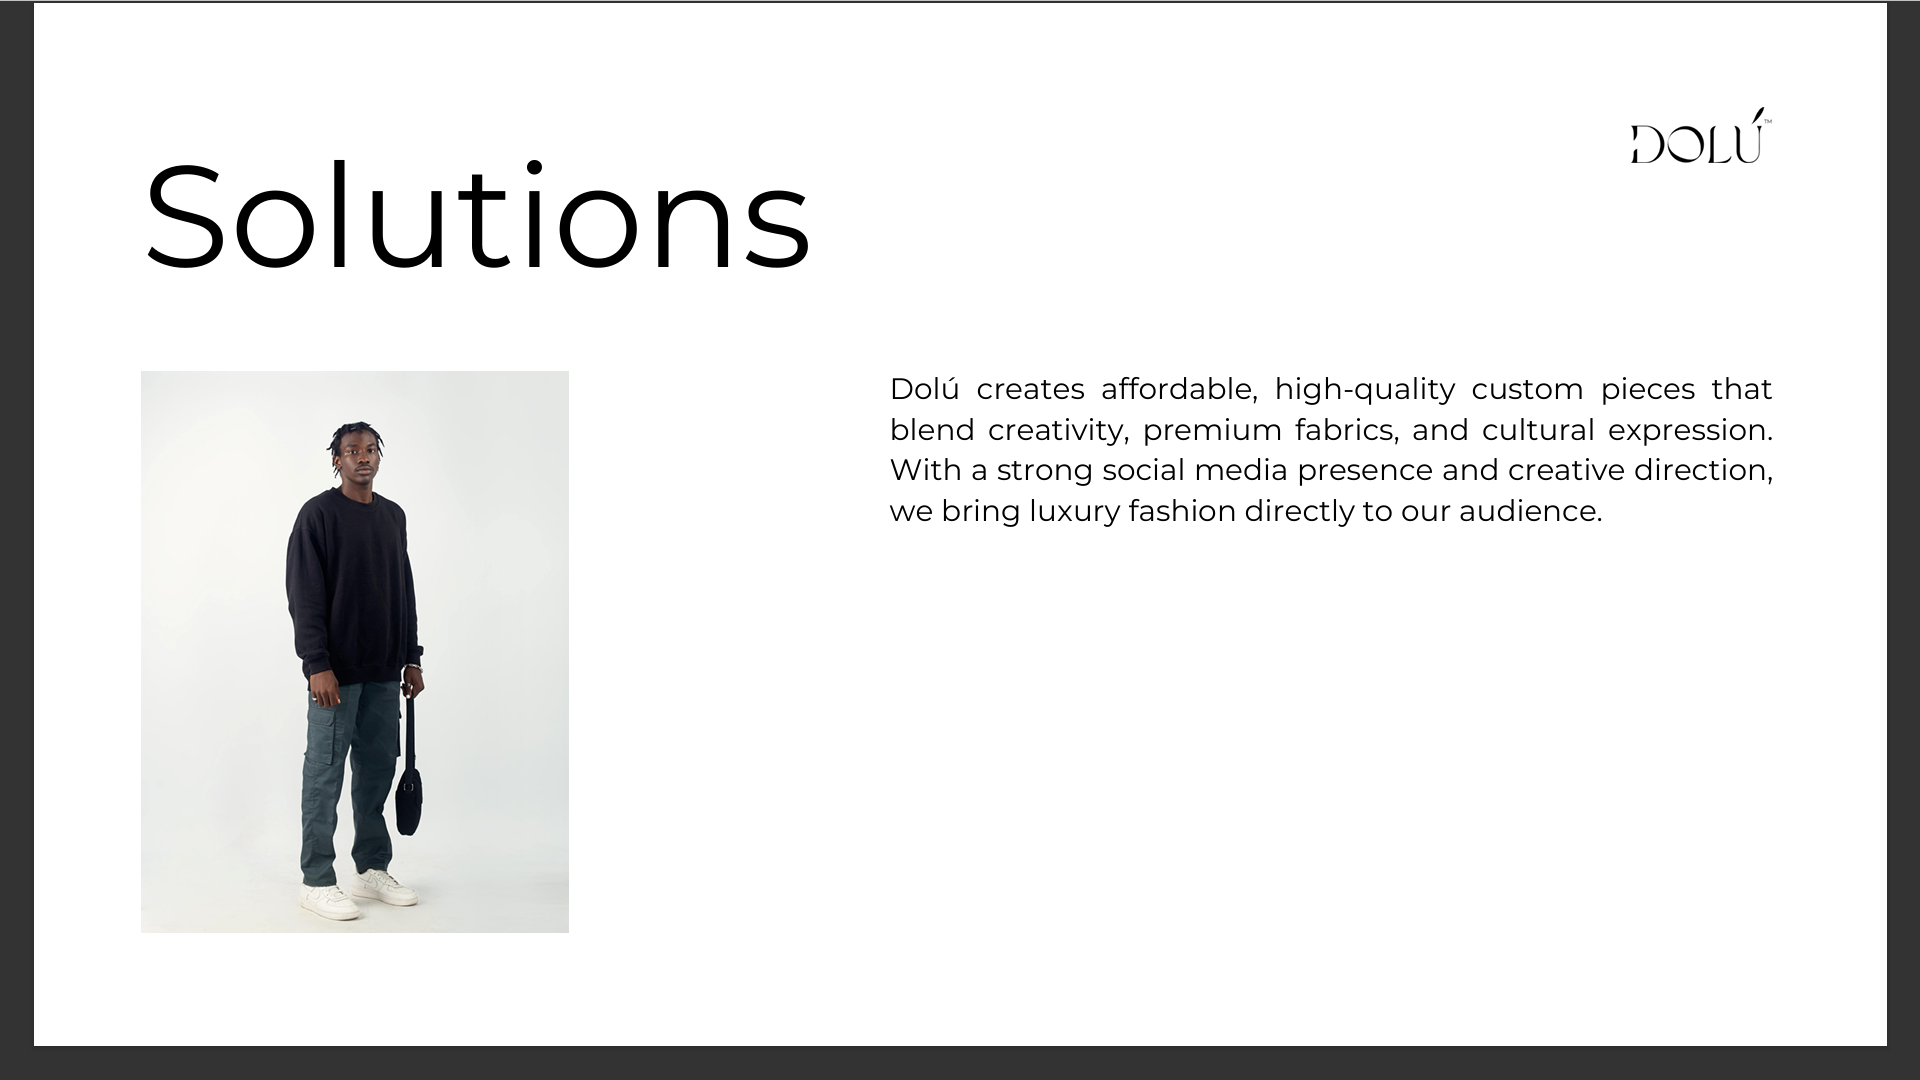 DOLÚ™
Solutions
Dolú creates affordable, high-quality custom pieces that
blend creativity, premium fabrics, and cultural expression.
With a strong social media presence and creative direction,
we bring luxury fashion directly to our audience.